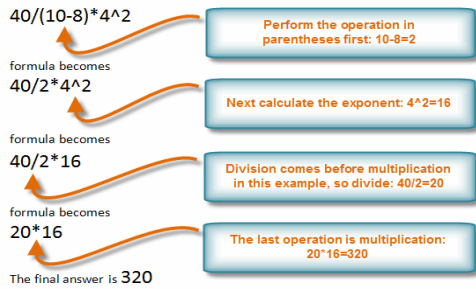 40/(10-8)*4^2
Perform the operation in
parentheses first: 10-8=2
formula becomes
40/2*4^2
Next calculate the exponent: 4^2=16
formula becomes
40/2*16
Division comes before multiplication
in this example, so divide: 40/2=20
formula becomes
20*16
The last operation is multiplication:
20*16=320
The final answer is 320